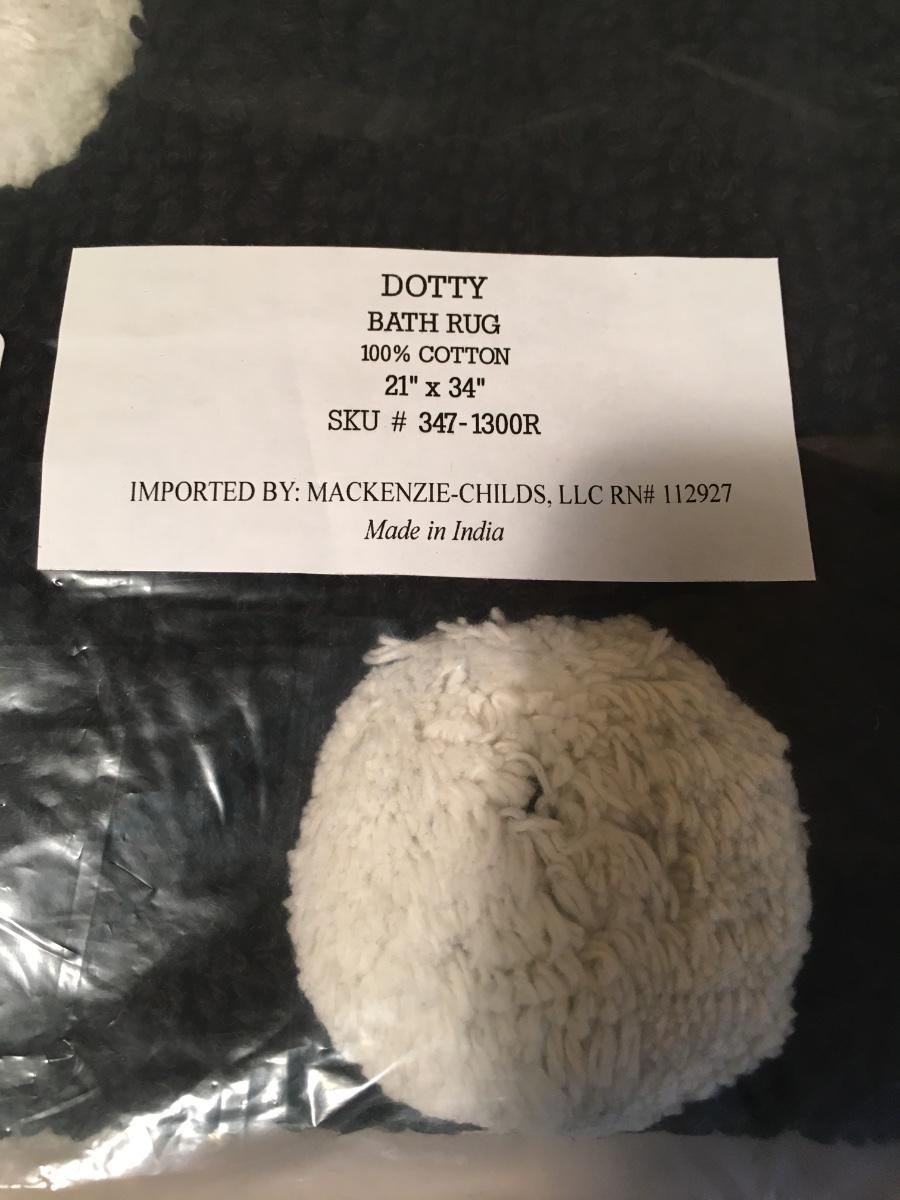 DOTTY
BATH RUG
100% COTTON
21" x 34"
SKU # 347-1300R
IMPORTED BY: MACKENZIE-CHILDS, LLC RN# 112927
Made in India